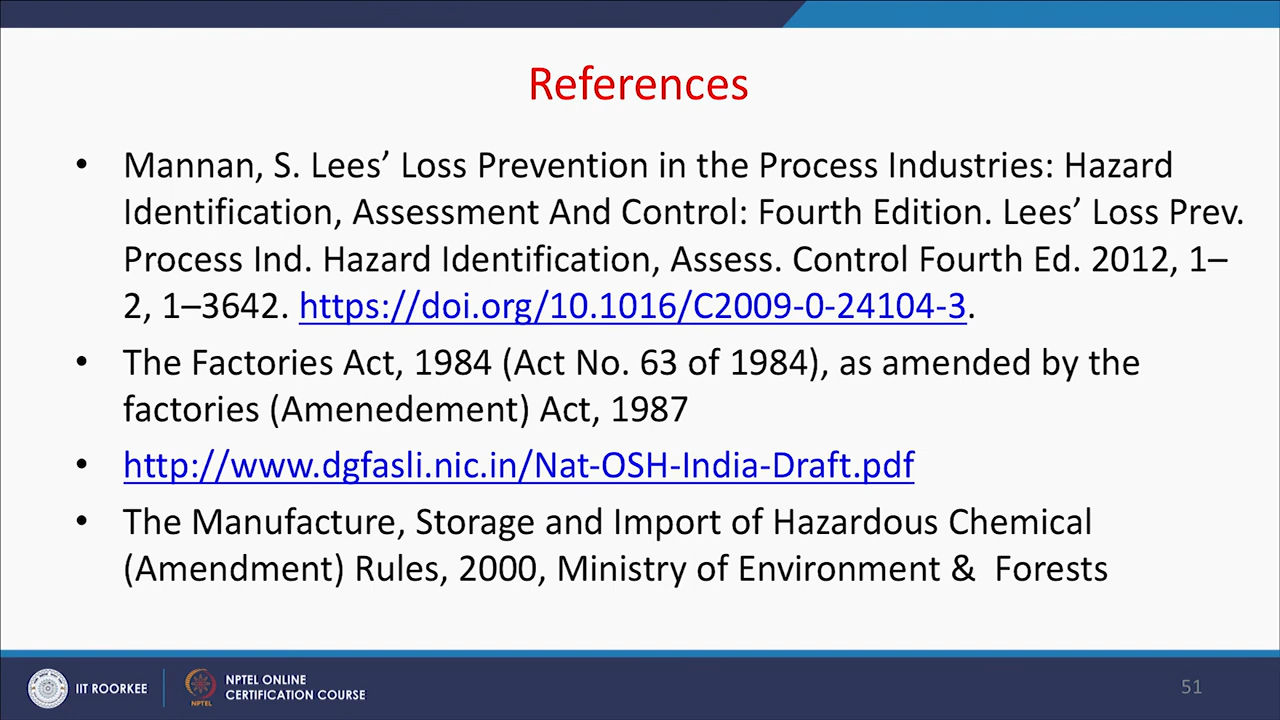 References
• Mannan, S. Lees’ Loss Prevention in the Process Industries: Hazard
Identification, Assessment And Control: Fourth Edition. Lees’ Loss Prev.
Process Ind. Hazard Identification, Assess. Control Fourth Ed. 2012, 1–
2, 1–3642. https://doi.org/10.1016/C2009-0-24104-3.
• The Factories Act, 1984 (Act No. 63 of 1984), as amended by the
factories (Amenedement) Act, 1987
• http://www.dgfasli.nic.in/Nat-OSH-India-Draft.pdf
• The Manufacture, Storage and Import of Hazardous Chemical
(Amendment) Rules, 2000, Ministry of Environment & Forests
IIT ROORKEE
NPTEL
NPTEL ONLINE
CERTIFICATION COURSE
51